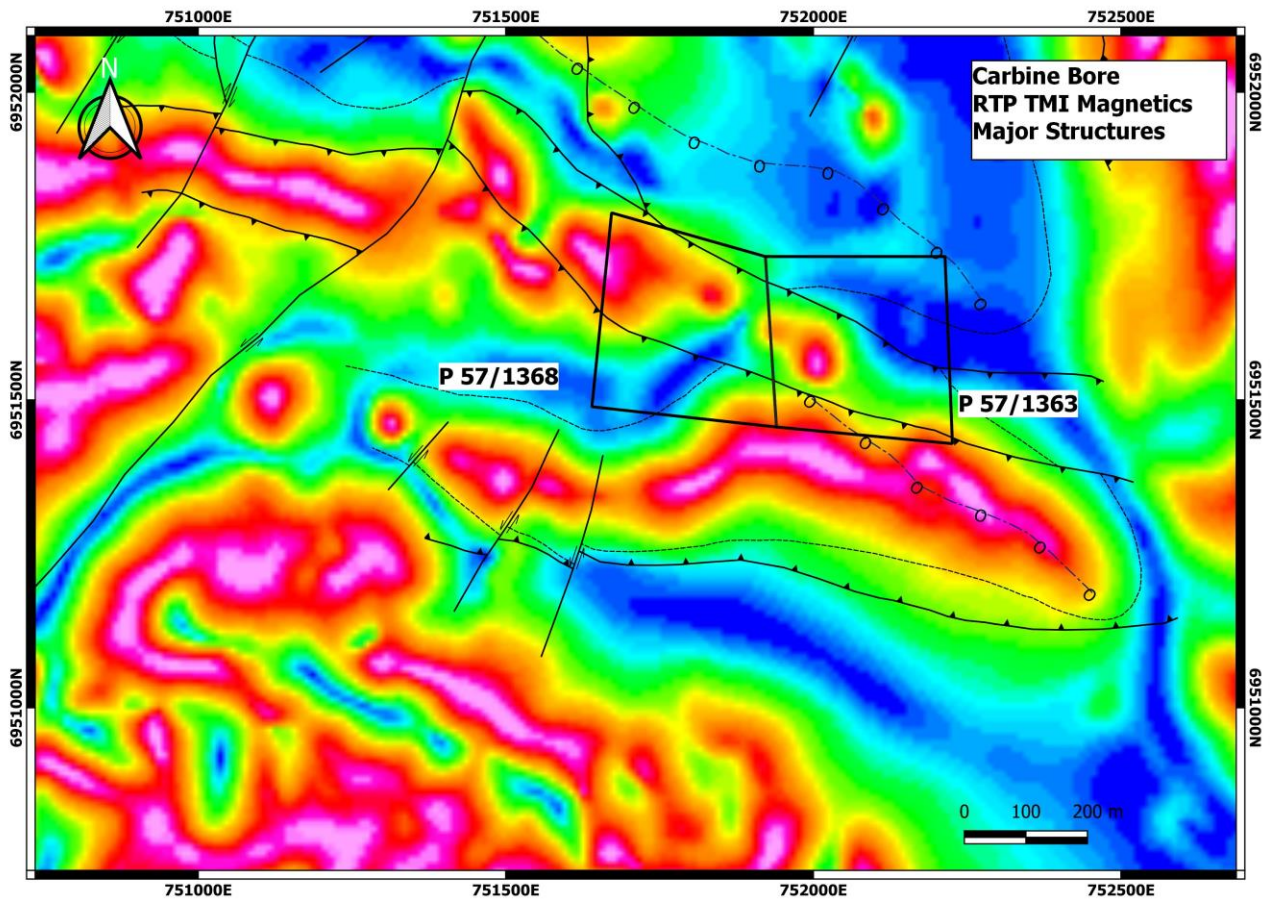 751000E 751500E 752000E 752500E
N
Carbine Bore
RTP TMI Magnetics
Major Structures
6952000N 6952000N
P 57/1368
P 57/1363
6951500N 6951500N
6951000N 6951000N
0 100 200 m
751000E 751500E 752000E 752500E